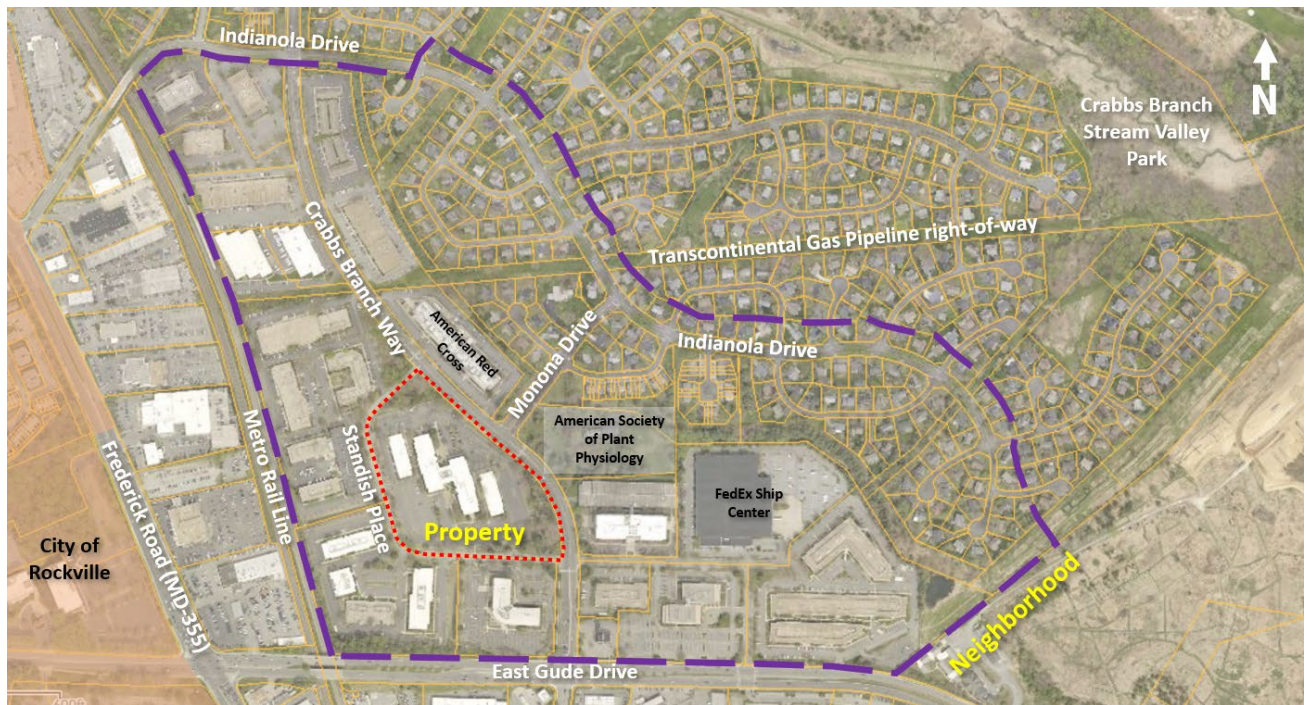 Indianola Drive
N
Crabbs Branch
Stream Valley
Park
Transcontinental Gas Pipeline right-of-way
Crabbs Branch Way
American Red
Cross
Monona Drive
Indianola Drive
American Society
of Plant
Physiology
Standish Place
Metro Rail Line
Frederick Road (MD-355)
FedEx Ship
Center
Property
City of
Rockville
Neighborhood
East Gude Drive